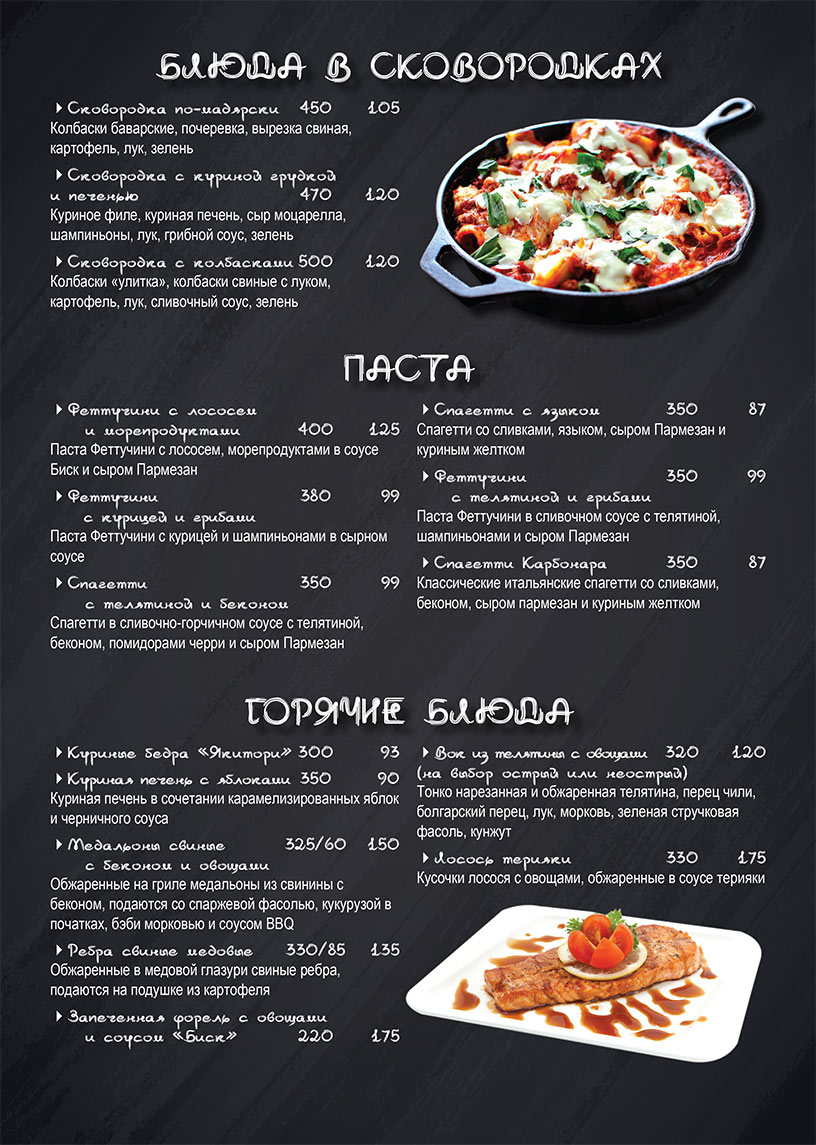 БЛЮДА В СКОВОРОДКАХ
Сковородка по-мадярски 450 105
Колбаски баварские, почеревка, вырезка свиная,
картофель, лук, зелень
Сковородка с куриной грудкой
и печенью 470 120
Куриное филе, куриная печень, сыр моцарелла,
шампиньоны, лук, грибной соус, зелень
Сковородка с колбасками 500 120
Колбаски «улитка», колбаски свиные с луком,
картофель, лук, сливочный соус, зелень
ПАСТА
Феттучини с лососем
и морепродуктами 400 125
Паста Феттучини с лососем, морепродуктами в соусе
Биск и сыром Пармезан
Феттучини 380 99
с курицей и грибами
Паста Феттучини с курицей и шампиньонами в сырном
соусе
Спагетти 350 99
с телятиной и беконом
Спагетти в сливочно-горчичном соусе с телятиной,
беконом, помидорами черри и сыром Пармезан
Спагетти с языком 350 87
Спагетти со сливками, языком, сыром Пармезан и
куриным желтком
Феттучини 350 99
с телятиной и грибами
Паста Феттучини в сливочном соусе с телятиной,
шампиньонами и сыром Пармезан
Спагетти Карбонара 350 87
Классические итальянские спагетти со сливками,
беконом, сыром пармезан и куриным желтком
ГОРЯЧИЕ БЛЮДА
Куриные бедра «Якитори» 300 93
Куриная печень с яблоками 350 90
Куриная печень в сочетании карамелизированных яблок
и черничного соуса
Медальоны свиные 325/60 150
с беконом и овощами
Обжаренные на гриле медальоны из свинины с
беконом, подаются со спаржевой фасолью, кукурузой в
початках, бэби морковью и соусом BBQ
Ребра свиные медовые 330/85 135
Обжаренные в медовой глазури свиные ребра,
подаются на подушке из картофеля
Запеченная форель с овощами
и соусом «Биск» 220 175
Вок из телятины с овощами 320 120
(на выбор острый или неострый)
Тонко нарезанная и обжаренная телятина, перец чили,
болгарский перец, лук, морковь, зеленая стручковая
фасоль, кунжут
Лосось терияки 330 175
Кусочки лосося с овощами, обжаренные в соусе терияки